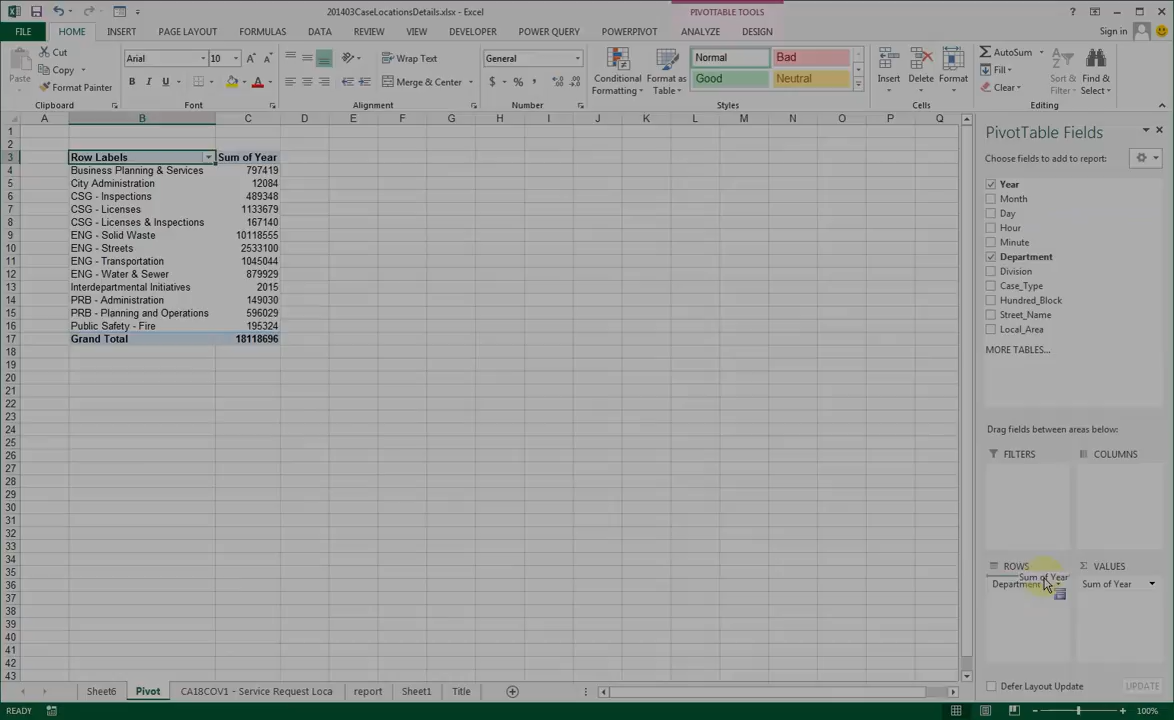 201403CaseLocationsDetails.xlsx - Excel
PIVOTTABLE TOOLS
FILE HOME INSERT PAGE LAYOUT FORMULAS DATA REVIEW VIEW DEVELOPER POWER QUERY POWERPIVOT ANALYZE DESIGN
Sign in
Paste
Cut
Copy
Format Painter
Clipboard
Arial 10
B I U
Font
Wrap Text
Merge & Center
Alignment
General
$ % ,
Number
Conditional Formatting
Format as Table
Normal Bad
Good Neutral
Styles
Insert Delete Format
Cells
AutoSum
Fill
Clear
Sort & Filter
Find & Select
Editing
A B C D E F G H I J K L M N O P Q
1
2
3 Row Labels Sum of Year
4 Business Planning & Services 797419
5 City Administration 12084
6 CSG - Inspections 489348
7 CSG - Licenses 1133679
8 CSG - Licenses & Inspections 167140
9 ENG - Solid Waste 10118555
10 ENG - Streets 2533100
11 ENG - Transportation 1045044
12 ENG - Water & Sewer 879929
13 Interdepartmental Initiatives 2015
14 PRB - Administration 149030
15 PRB - Planning and Operations 596029
16 Public Safety - Fire 195324
17 Grand Total 18118696
18
19
20
21
22
23
24
25
26
27
28
29
30
31
32
33
34
35
36
37
38
39
40
41
42
43
PivotTable Fields
Choose fields to add to report:
Year
Month
Day
Hour
Minute
Department
Division
Case_Type
Hundred_Block
Street_Name
Local_Area
MORE TABLES...
Drag fields between areas below:
FILTERS COLUMNS
ROWS VALUES
Sum of Year
Department Sum of Year
Defer Layout Update UPDATE
Sheet6 Pivot CA18COV1 - Service Request Loca report Sheet1 Title
READY 100%